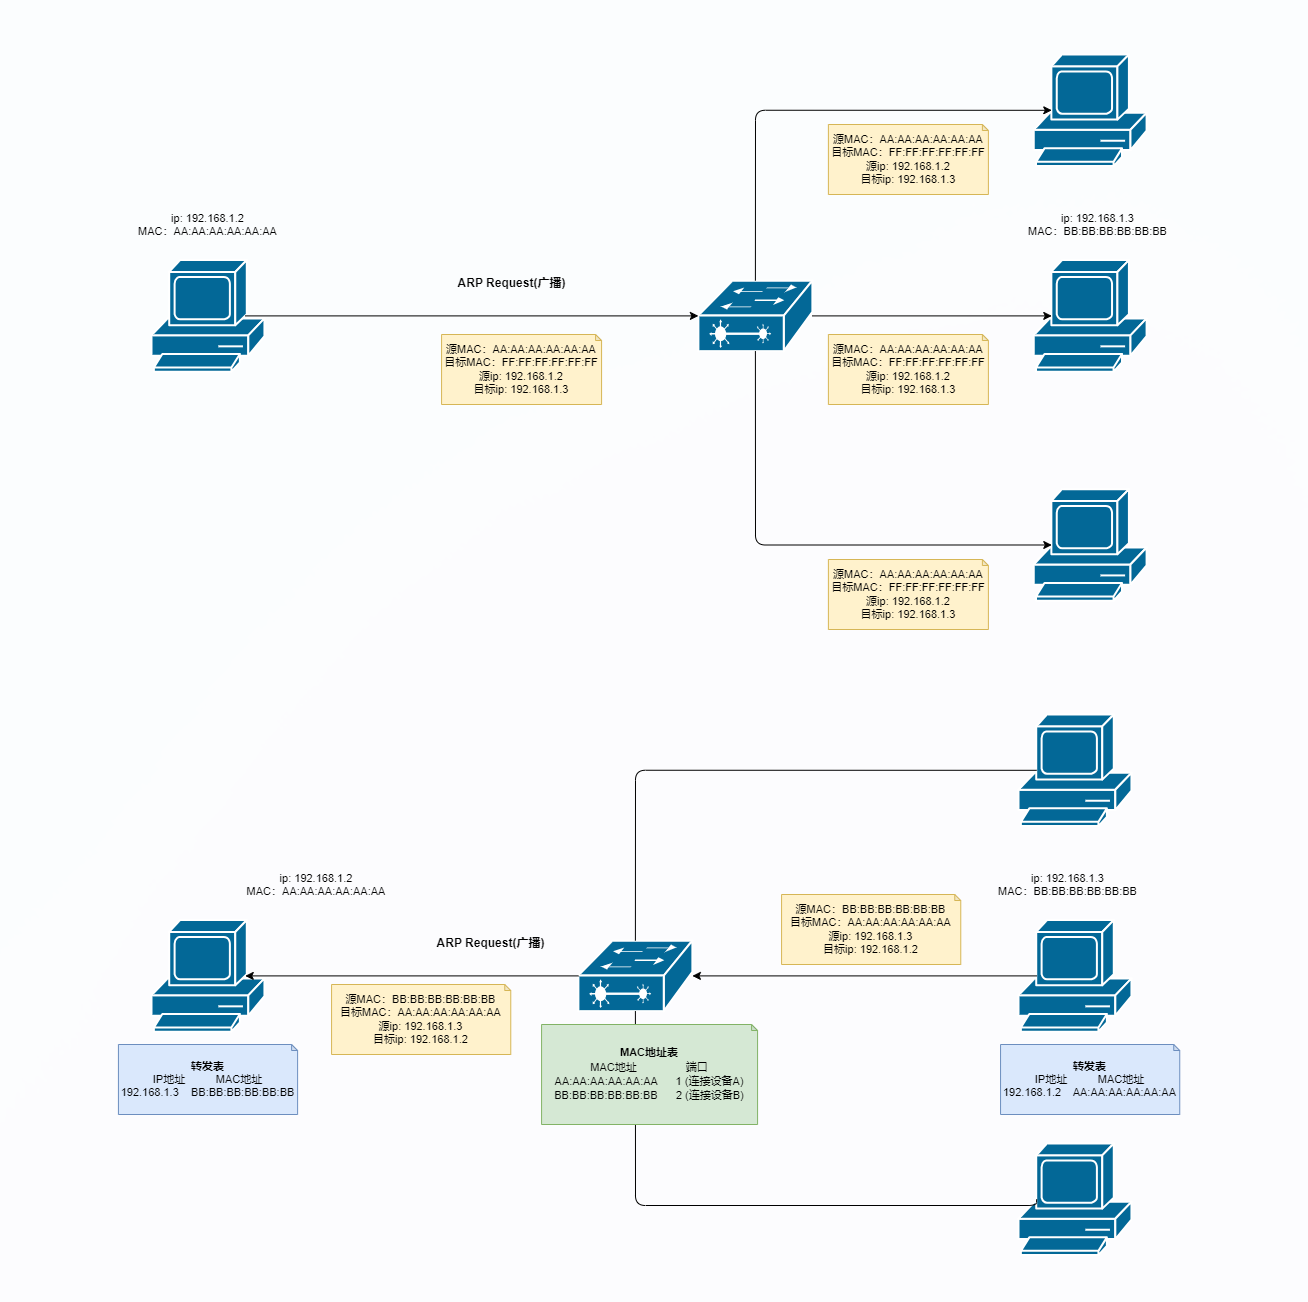 源MAC：AA:AA:AA:AA:AA:AA
目标MAC：FF:FF:FF:FF:FF:FF
源ip: 192.168.1.2
目标ip: 192.168.1.3
ip: 192.168.1.2
MAC：AA:AA:AA:AA:AA:AA
ip: 192.168.1.3
MAC：BB:BB:BB:BB:BB:BB
ARP Request(广播)
源MAC：AA:AA:AA:AA:AA:AA
目标MAC：FF:FF:FF:FF:FF:FF
源ip: 192.168.1.2
目标ip: 192.168.1.3
源MAC：AA:AA:AA:AA:AA:AA
目标MAC：FF:FF:FF:FF:FF:FF
源ip: 192.168.1.2
目标ip: 192.168.1.3
源MAC：AA:AA:AA:AA:AA:AA
目标MAC：FF:FF:FF:FF:FF:FF
源ip: 192.168.1.2
目标ip: 192.168.1.3
ip: 192.168.1.2
MAC：AA:AA:AA:AA:AA:AA
ip: 192.168.1.3
MAC：BB:BB:BB:BB:BB:BB
源MAC：BB:BB:BB:BB:BB:BB
目标MAC：AA:AA:AA:AA:AA:AA
源ip: 192.168.1.3
目标ip: 192.168.1.2
ARP Request(广播)
源MAC：BB:BB:BB:BB:BB:BB
目标MAC：AA:AA:AA:AA:AA:AA
源ip: 192.168.1.3
目标ip: 192.168.1.2
转发表
IP地址 MAC地址
192.168.1.3 BB:BB:BB:BB:BB:BB
MAC地址表
MAC地址 端口
AA:AA:AA:AA:AA:AA 1 (连接设备A)
BB:BB:BB:BB:BB:BB 2 (连接设备B)
转发表
IP地址 MAC地址
192.168.1.2 AA:AA:AA:AA:AA:AA